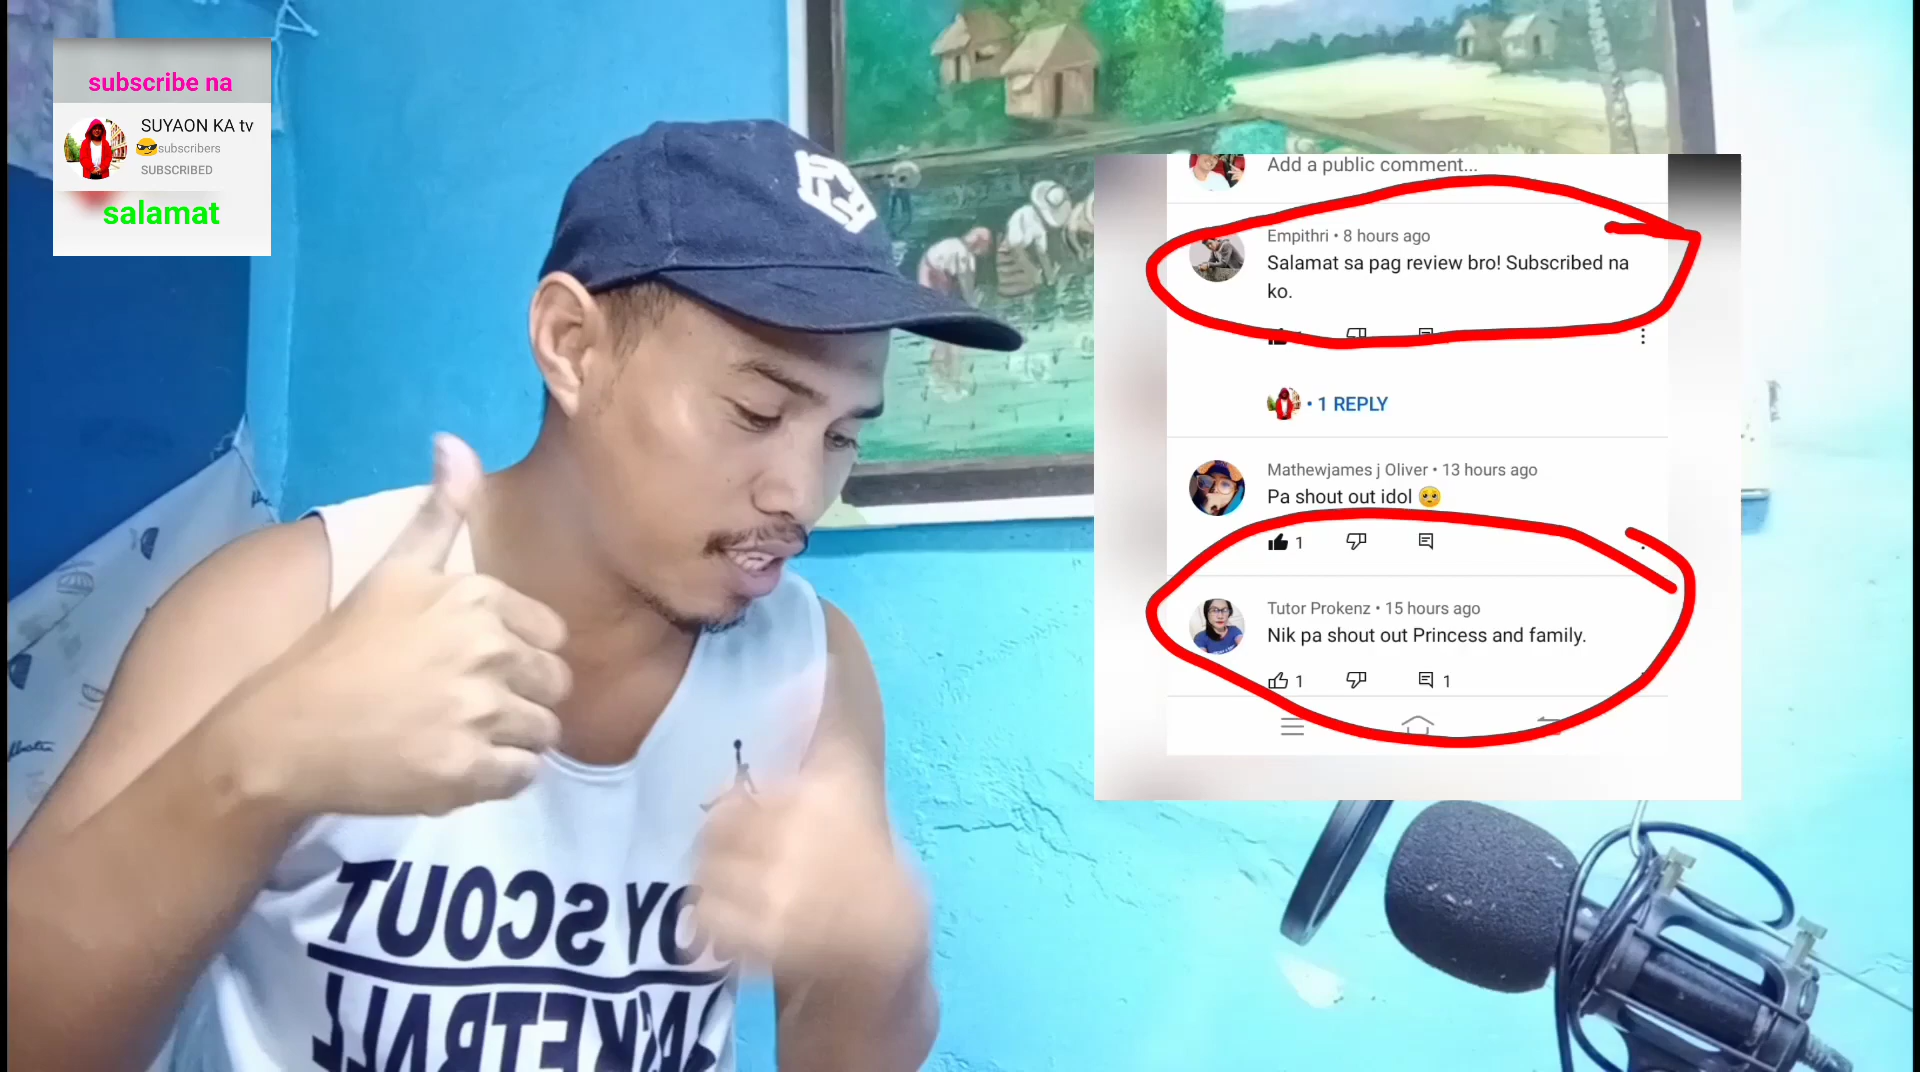 subscribe na
SUYAON KA tv
subscribers
SUBSCRIBED
salamat
Add a public comment...
Empithri • 8 hours ago
Salamat sa pag review bro! Subscribed na
ko.
• 1 REPLY
Mathewjames j Oliver • 13 hours ago
Pa shout out idol 🥺
1
Tutor Prokenz • 15 hours ago
Nik pa shout out Princess and family.
1 1
BOYSCOUT
BASKETBALL